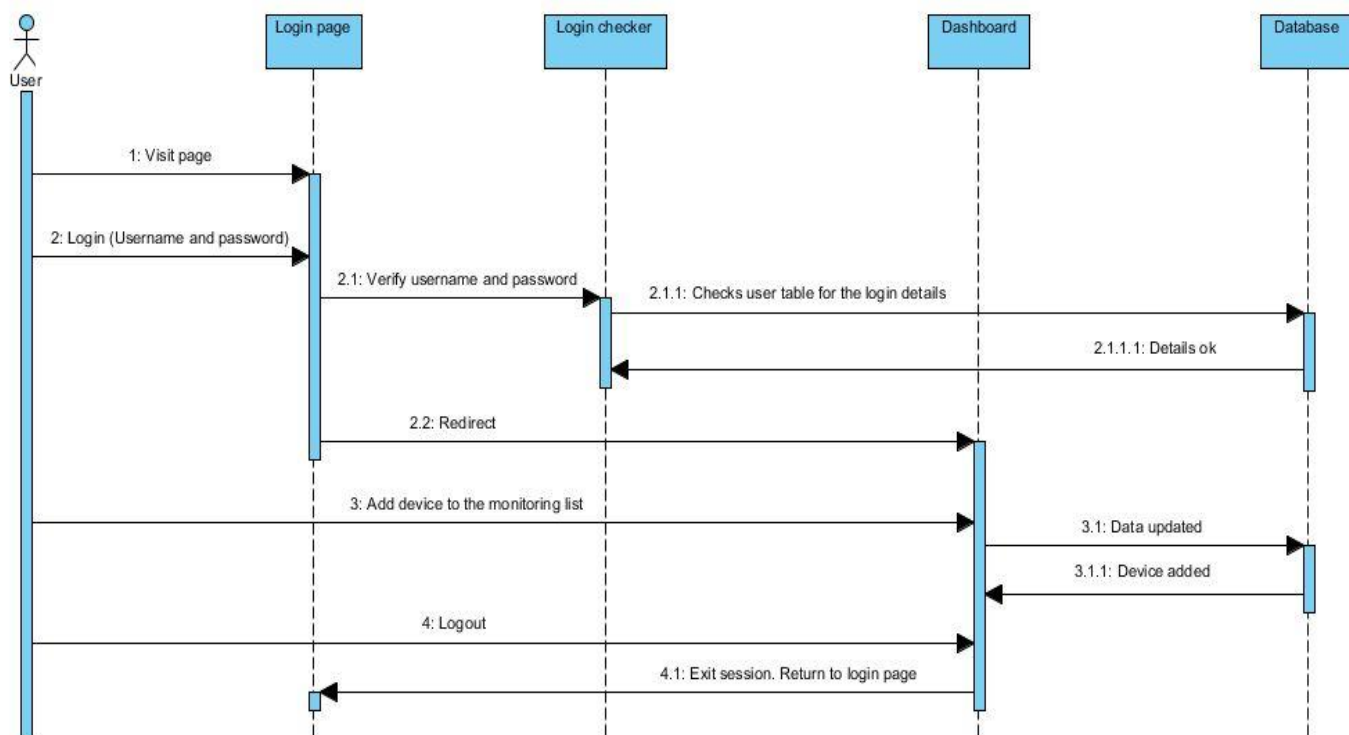 Login page
Login checker
Dashboard
Database
User
1: Visit page
2: Login (Username and password)
2.1: Verify username and password
2.1.1: Checks user table for the login details
2.1.1.1: Details ok
2.2: Redirect
3: Add device to the monitoring list
3.1: Data updated
3.1.1: Device added
4: Logout
4.1: Exit session. Return to login page